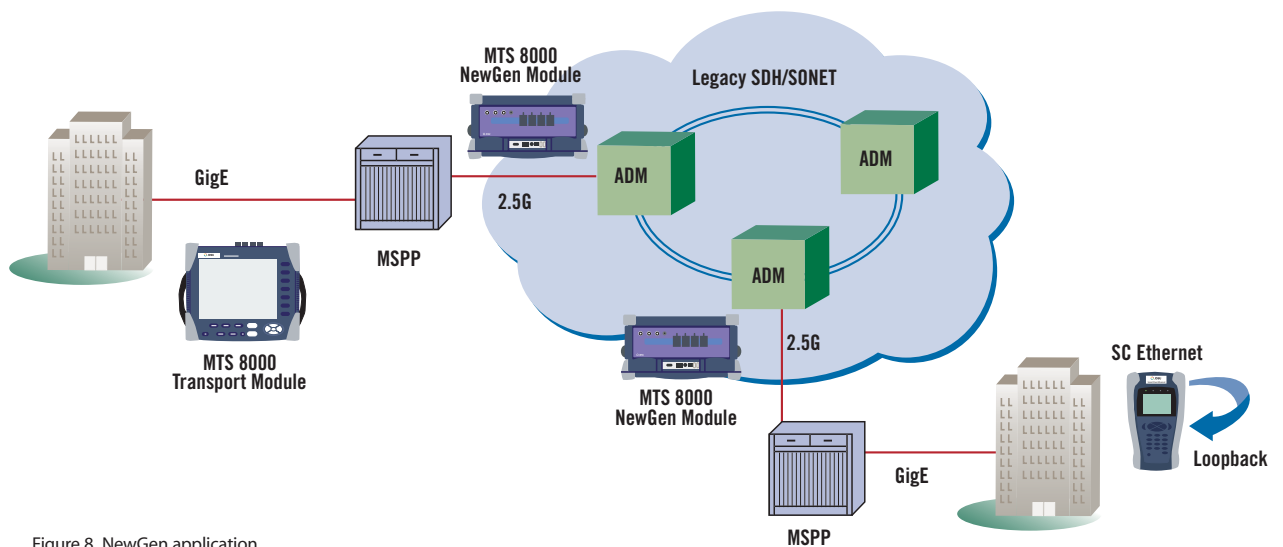 MTS 8000
NewGen Module
Legacy SDH/SONET
ADM
ADM
GigE
2.5G
MSPP
ADM
MTS 8000
Transport Module
2.5G
SC Ethernet
MTS 8000
NewGen Module
Loopback
GigE
MSPP
Figure 8 NewGen application